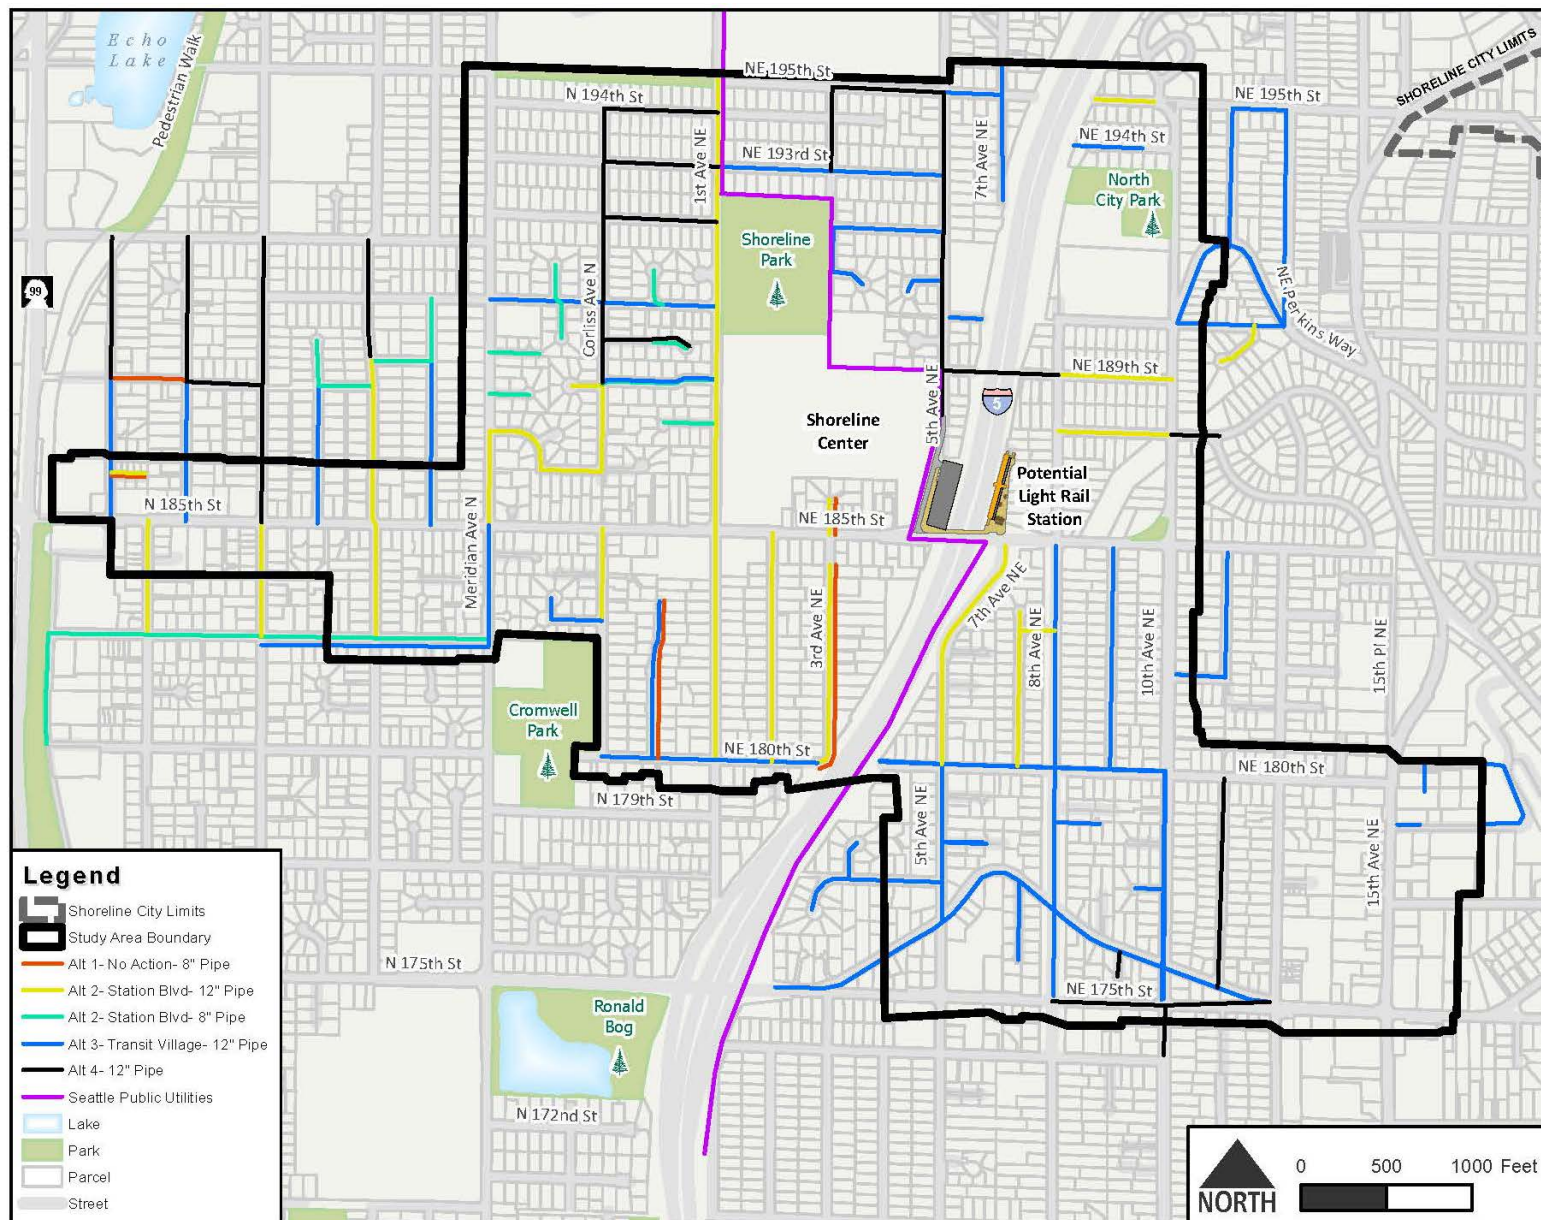 Echo
Lake
Pedestrian Walk
NE 195th St
SHORELINE CITY LIMITS
N 194th St
NE 195th St
1st Ave NE
NE 193rd St
7th Ave NE
NE 194th St
North
City Park
Shoreline
Park
99
Corliss Ave N
NE Perkins Way
NE 189th St
5th Ave NE
5
Shoreline
Center
Potential
Light Rail
Station
N 185th St
Meridian Ave N
NE 185th St
7th Ave NE
3rd Ave NE
8th Ave NE
10th Ave NE
15th Pl NE
Cromwell
Park
NE 180th St
NE 180th St
N 179th St
5th Ave NE
15th Ave NE
N 175th St
NE 175th St
Ronald
Bog
N 172nd St
Legend
Shoreline City Limits
Study Area Boundary
Alt 1- No Action- 8" Pipe
Alt 2- Station Blvd- 12" Pipe
Alt 2- Station Blvd- 8" Pipe
Alt 3- Transit Village- 12" Pipe
Alt 4- 12" Pipe
Seattle Public Utilities
Lake
Park
Parcel
Street
NORTH
0 500 1000 Feet